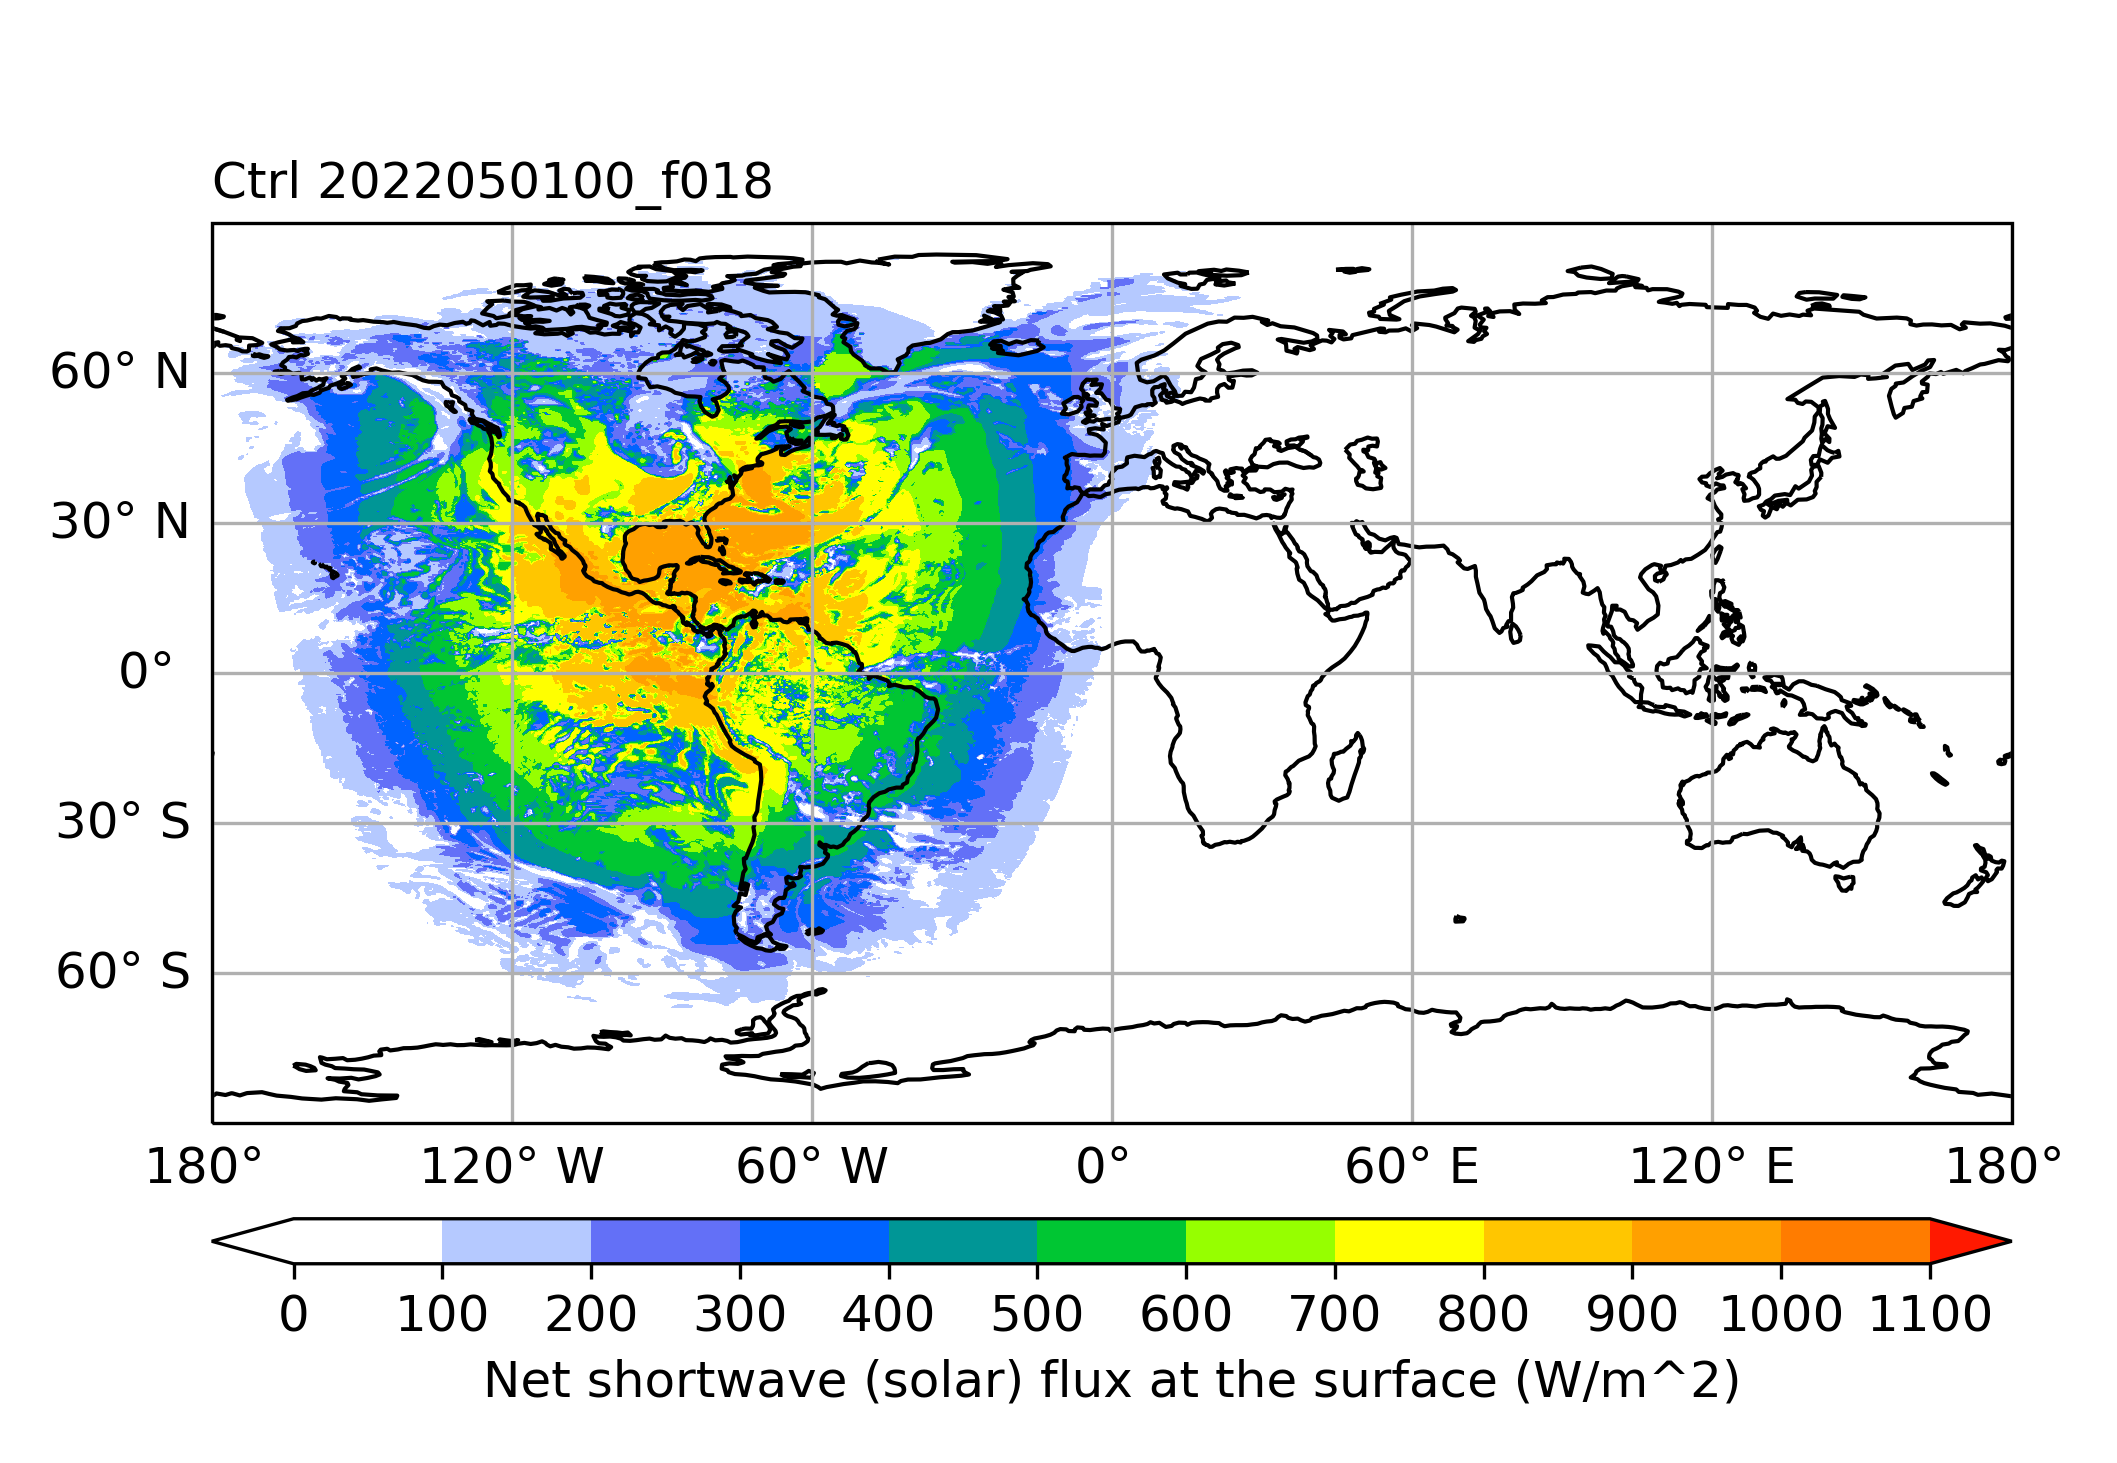 Ctrl 2022050100_f018
60° N
30° N
0°
30° S
60° S
180° 120° W 60° W 0° 60° E 120° E 180°
0 100 200 300 400 500 600 700 800 900 1000 1100
Net shortwave (solar) flux at the surface (W/m^2)